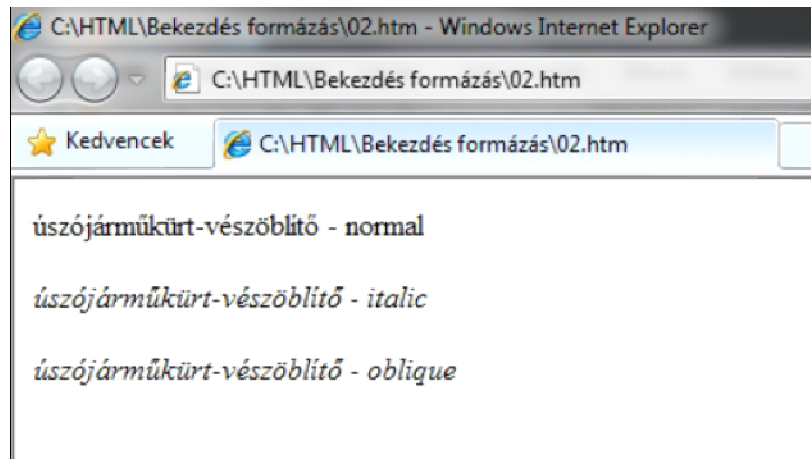 C:\HTML\Bekezdés formázás\02.htm - Windows Internet Explorer
C:\HTML\Bekezdés formázás\02.htm
Kedvencek
C:\HTML\Bekezdés formázás\02.htm
úszójárműkürt-vészöblítő - normal
úszójárműkürt-vészöblítő - italic
úszójárműkürt-vészöblítő - oblique